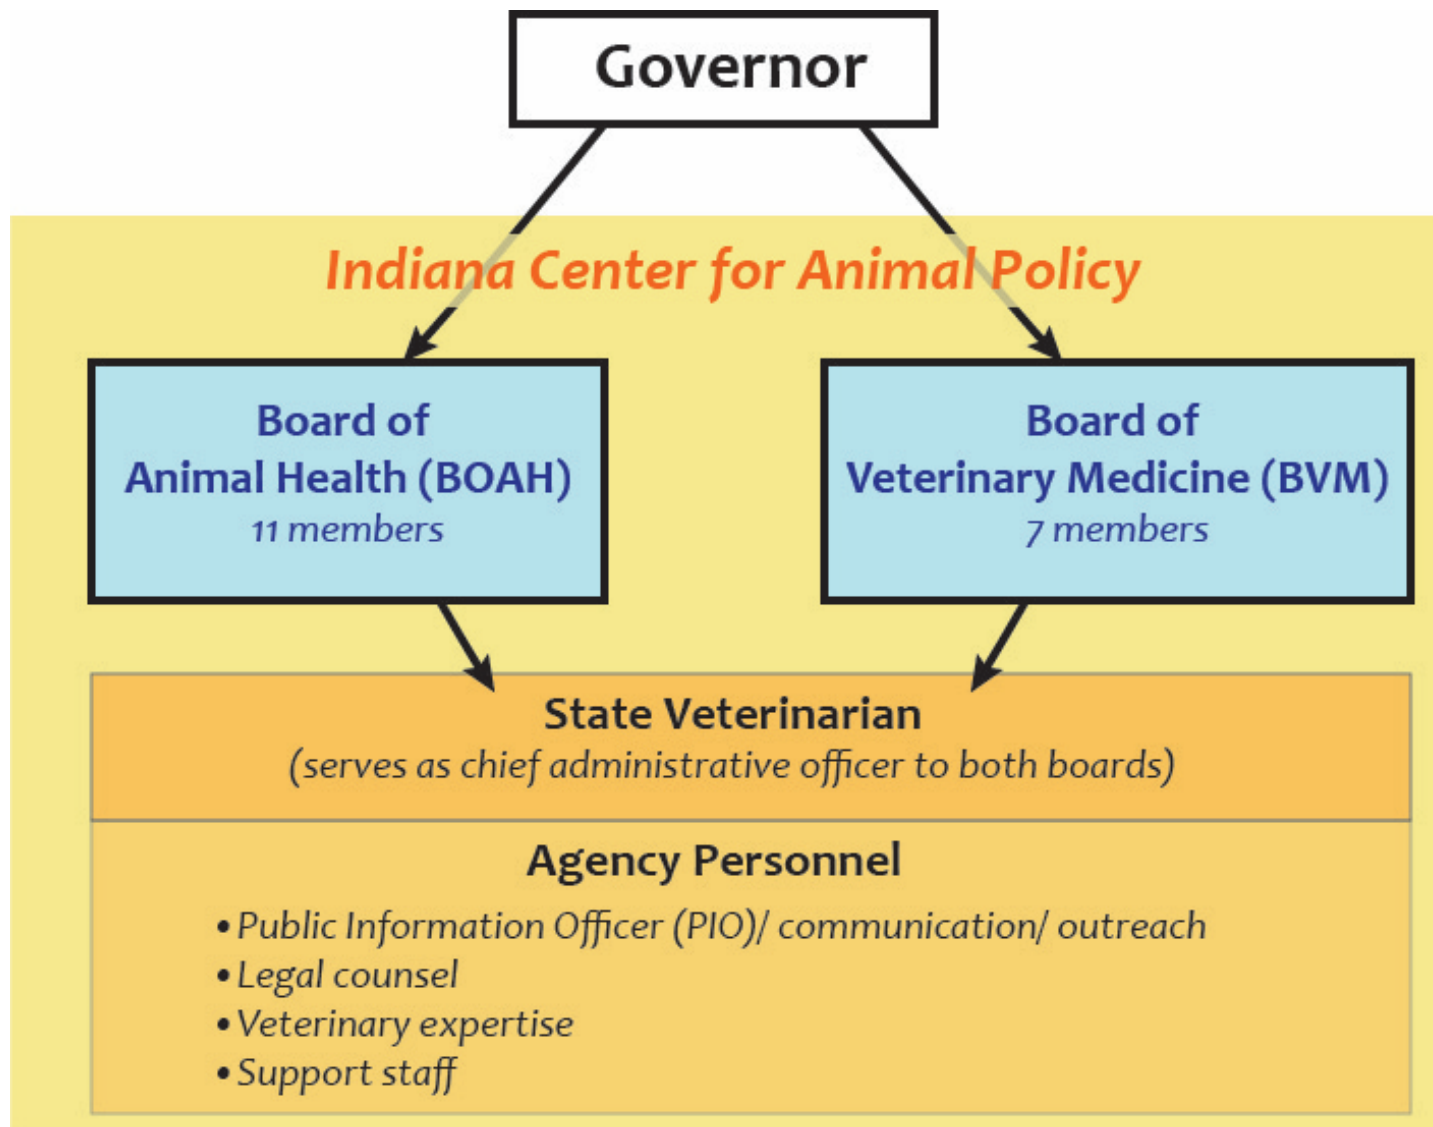 Governor
Indiana Center for Animal Policy
Board of
Animal Health (BOAH)
11 members
Board of
Veterinary Medicine (BVM)
7 members
State Veterinarian
(serves as chief administrative officer to both boards)
Agency Personnel
•Public Information Officer (PIO)/ communication/ outreach
•Legal counsel
•Veterinary expertise
•Support staff